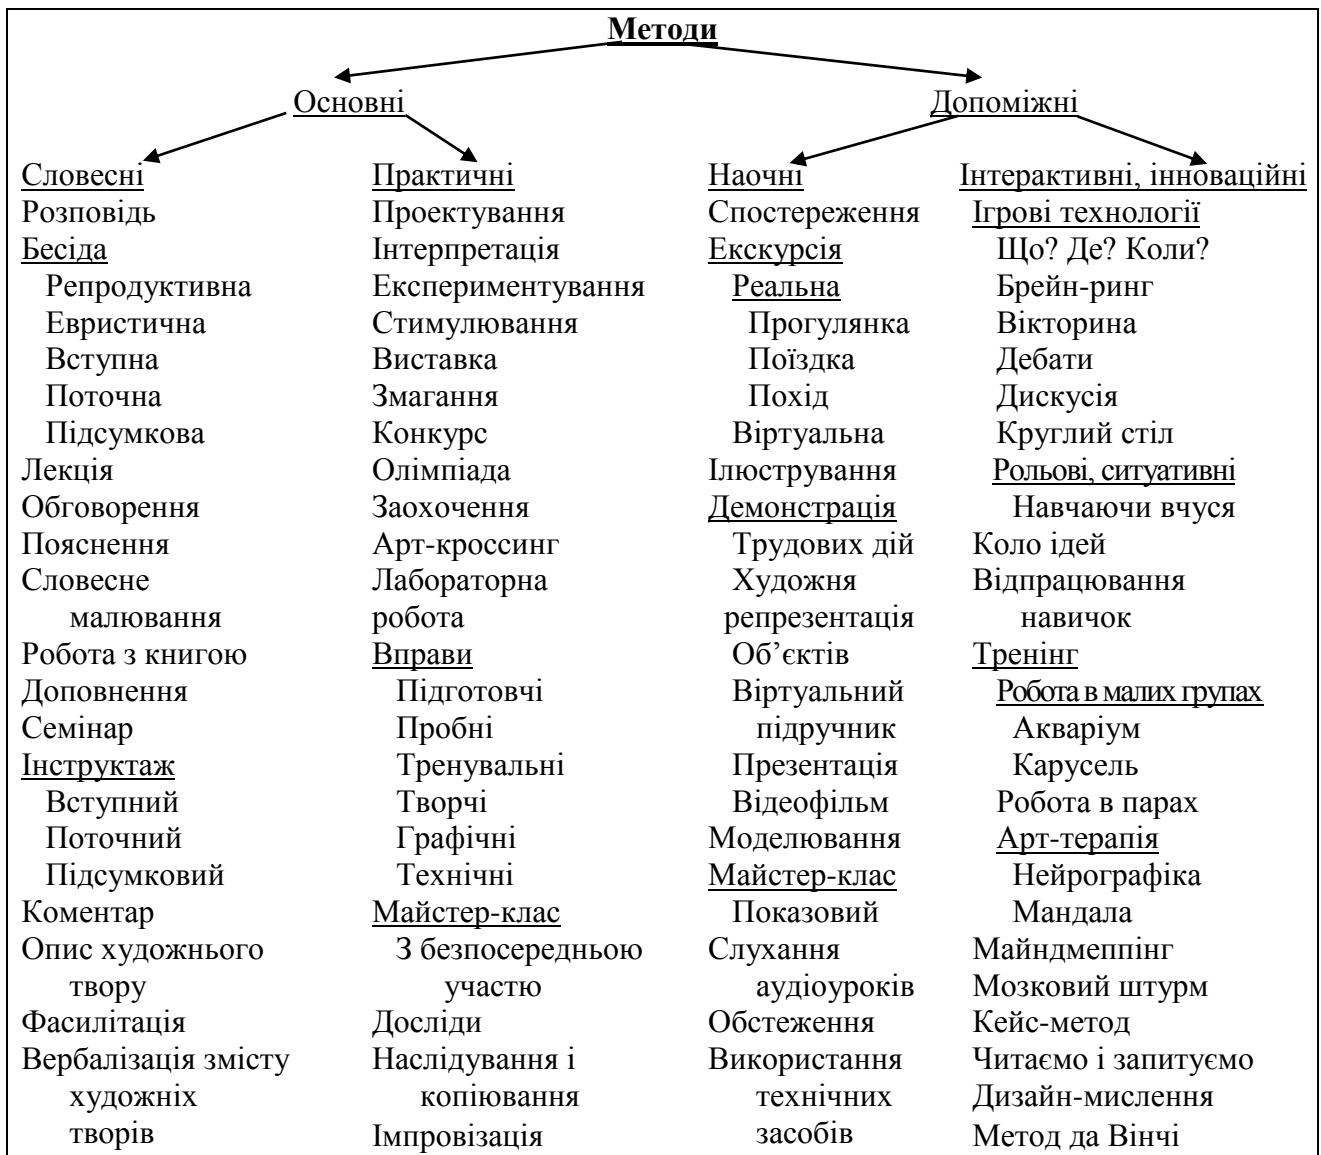 Методи
Основні
Допоміжні
Словесні
Розповідь
Бесіда
Репродуктивна
Евристична
Вступна
Поточна
Підсумкова
Лекція
Обговорення
Пояснення
Словесне
малювання
Робота з книгою
Доповнення
Семінар
Інструктаж
Вступний
Поточний
Підсумковий
Коментар
Опис художнього
твору
Фасилітація
Вербалізація змісту
художніх
творів
Практичні
Проектування
Інтерпретація
Експериментування
Стимулювання
Виставка
Змагання
Конкурс
Олімпіада
Заохочення
Арт-кроссинг
Лабораторна
робота
Вправи
Підготовчі
Пробні
Тренувальні
Творчі
Графічні
Технічні
Майстер-клас
З безпосередньою
участю
Досліди
Наслідування і
копіювання
Імпровізація
Наочні
Спостереження
Екскурсія
Реальна
Прогулянка
Поїздка
Похід
Віртуальна
Ілюстрування
Демонстрація
Трудових дій
Художня
репрезентація
Об’єктів
Віртуальний
підручник
Презентація
Відеофільм
Моделювання
Майстер-клас
Показовий
Слухання
аудіоуроків
Обстеження
Використання
технічних
засобів
Інтерактивні, інноваційні
Ігрові технології
Що? Де? Коли?
Брейн-ринг
Вікторина
Дебати
Дискусія
Круглий стіл
Рольові, ситуативні
Навчаючи вчуся
Коло ідей
Відпрацювання
навичок
Тренінг
Робота в малих групах
Акваріум
Карусель
Робота в парах
Арт-терапія
Нейрографіка
Мандала
Майндмеппінг
Мозковий штурм
Кейс-метод
Читаємо і запитуємо
Дизайн-мислення
Метод да Вінчі